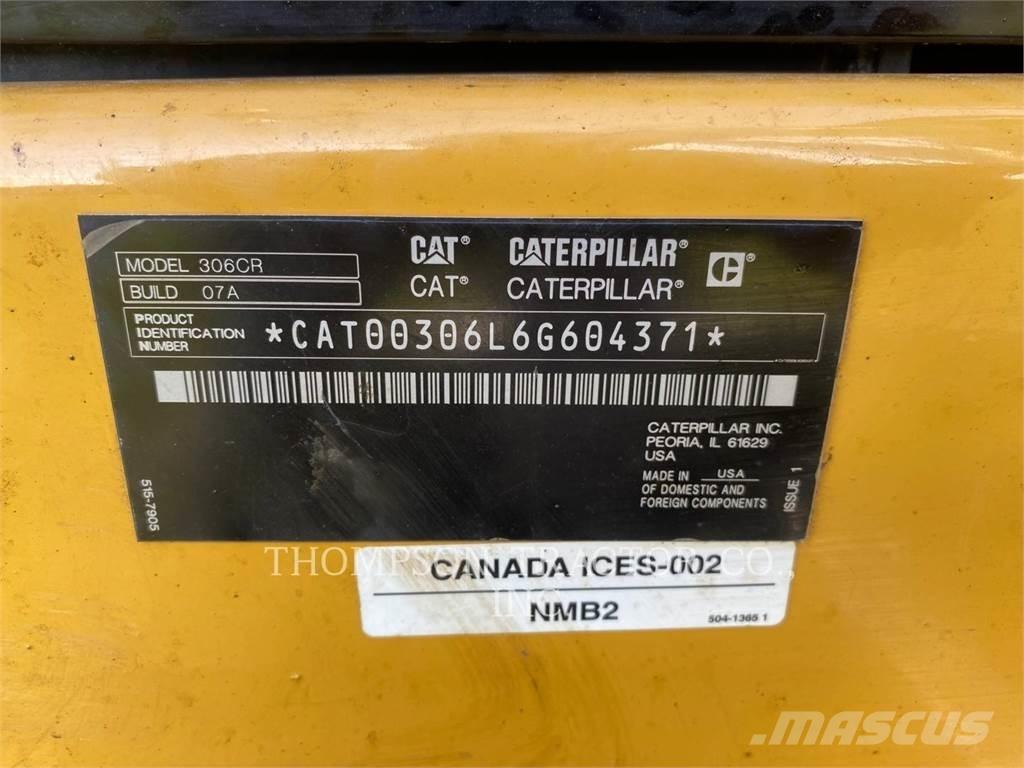 MODEL 306CR
BUILD 07A
CAT® CATERPILLAR® C®
CAT® CATERPILLAR®
PRODUCT
IDENTIFICATION
NUMBER
*CAT00306L6G604371*
CATERPILLAR INC.
PEORIA, IL 61629
USA
MADE IN USA
OF DOMESTIC AND
FOREIGN COMPONENTS
ISSUE 1
515-7905
THOMPSON TRACTOR CO.,
INC.
CANADA ICES-002
NMB2
504-1365 1
MASCUS